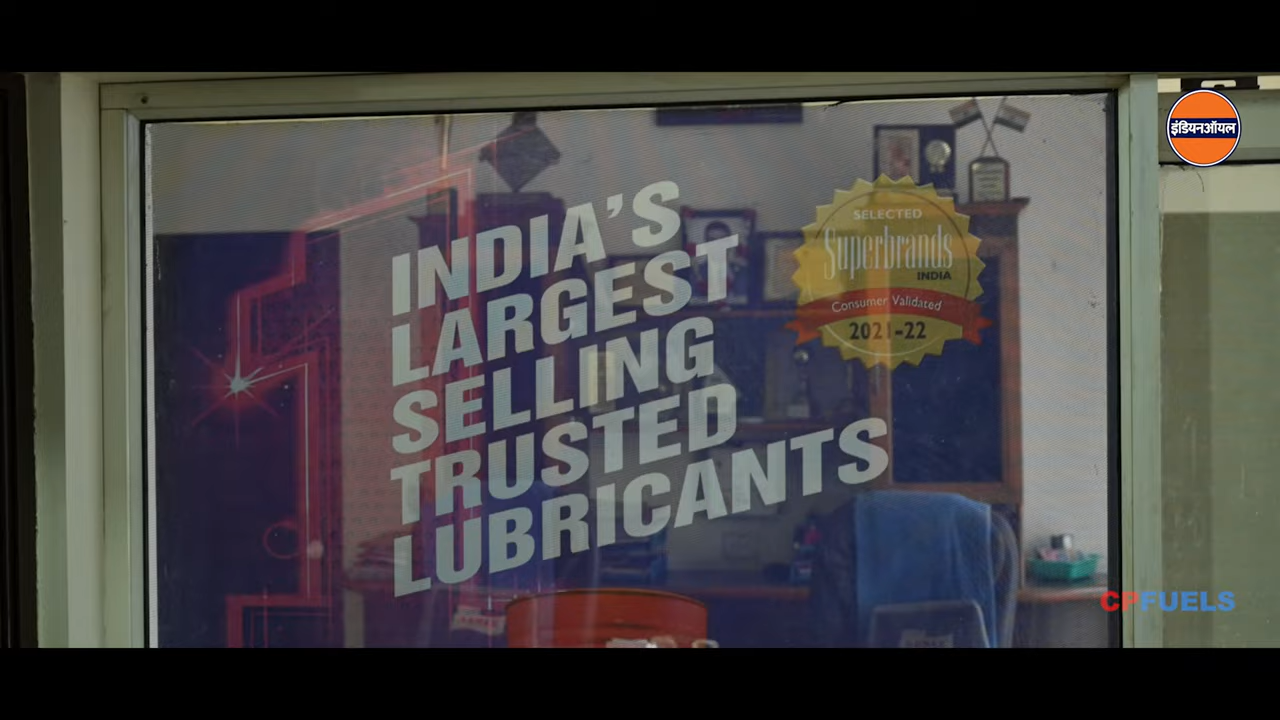 इंडियनऑयल
INDIA'S
LARGEST
SELLING
TRUSTED
LUBRICANTS
SELECTED
Superbrands
INDIA
Consumer Validated
2021-22
CPFUELS